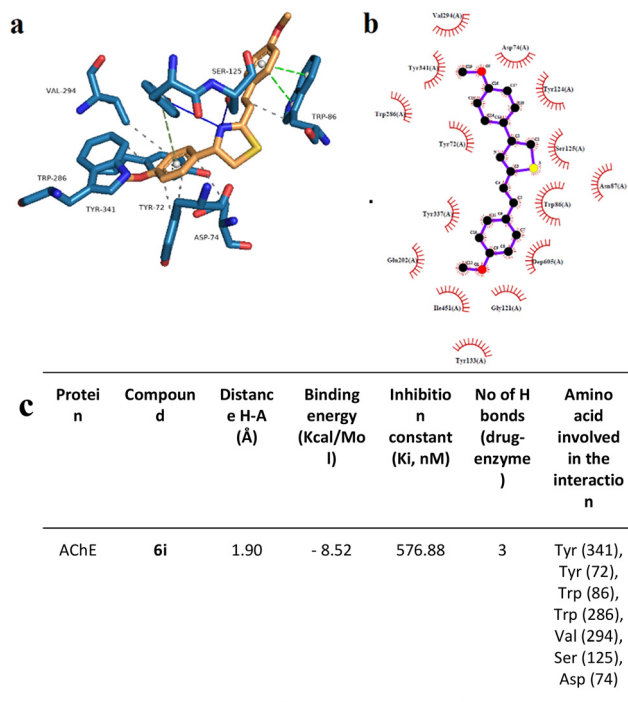 a
SER-125
VAL-294
TRP-86
TRP-286
TYR-341
TYR-72
ASP-74
b
Val294(A)
Asp74(A)
Tyr341(A)
Tyr124(A)
Trp286(A)
Tyr72(A)
Ser125(A)
Asn87(A)
Trp86(A)
Tyr337(A)
Glu202(A)
Dep605(A)
Ile451(A)
Gly121(A)
Tyr133(A)
c
Protei
n
Compoun
d
Distanc
e H-A
(Å)
Binding
energy
(Kcal/Mo
l)
Inhibitio
n
constant
(Ki, nM)
No of H
bonds
(drug-
enzyme
)
Amino
acid
involved
in the
interactio
n
AChE 6i 1.90 - 8.52 576.88 3 Tyr (341),
Tyr (72),
Trp (86),
Trp (286),
Val (294),
Ser (125),
Asp (74)